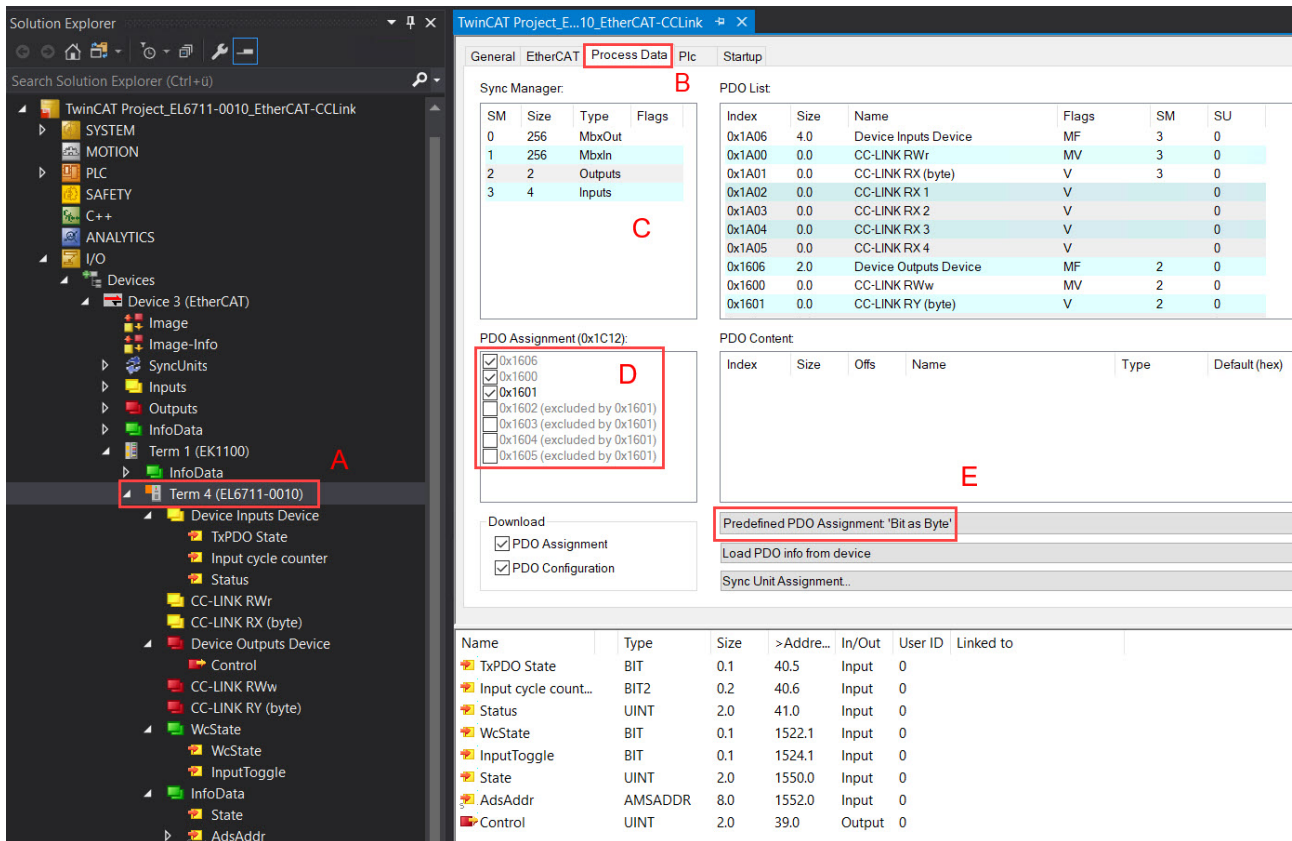 Solution Explorer
Search Solution Explorer (Ctrl+ü)
TwinCAT Project_EL6711-0010_EtherCAT-CCLink
SYSTEM
MOTION
PLC
SAFETY
C++
ANALYTICS
I/O
Devices
Device 3 (EtherCAT)
Image
Image-Info
SyncUnits
Inputs
Outputs
InfoData
Term 1 (EK1100)
A
InfoData
Term 4 (EL6711-0010)
Device Inputs Device
TxPDO State
Input cycle counter
Status
CC-LINK RWr
CC-LINK RX (byte)
Device Outputs Device
Control
CC-LINK RWw
CC-LINK RY (byte)
WcState
WcState
InputToggle
InfoData
State
AdsAddr
TwinCAT Project_E...10_EtherCAT-CCLink
General EtherCAT Process Data Plc Startup
B
Sync Manager:
SM Size Type Flags
0 256 MbxOut
1 256 MbxIn
2 2 Outputs
3 4 Inputs
C
PDO List:
Index Size Name Flags SM SU
0x1A06 4.0 Device Inputs Device MF 3 0
0x1A00 0.0 CC-LINK RWr MV 3 0
0x1A01 0.0 CC-LINK RX (byte) V 3 0
0x1A02 0.0 CC-LINK RX 1 V 0
0x1A03 0.0 CC-LINK RX 2 V 0
0x1A04 0.0 CC-LINK RX 3 V 0
0x1A05 0.0 CC-LINK RX 4 V 0
0x1606 2.0 Device Outputs Device MF 2 0
0x1600 0.0 CC-LINK RWw MV 2 0
0x1601 0.0 CC-LINK RY (byte) V 2 0
PDO Assignment (0x1C12):
0x1606
0x1600
0x1601
0x1602 (excluded by 0x1601)
0x1603 (excluded by 0x1601)
0x1604 (excluded by 0x1601)
0x1605 (excluded by 0x1601)
D
PDO Content:
Index Size Offs Name Type Default (hex)
E
Download
PDO Assignment
PDO Configuration
Predefined PDO Assignment: 'Bit as Byte'
Load PDO info from device
Sync Unit Assignment...
Name Type Size >Addre... In/Out User ID Linked to
TxPDO State BIT 0.1 40.5 Input 0
Input cycle count... BIT2 0.2 40.6 Input 0
Status UINT 2.0 41.0 Input 0
WcState BIT 0.1 1522.1 Input 0
InputToggle BIT 0.1 1524.1 Input 0
State UINT 2.0 1550.0 Input 0
AdsAddr AMSADDR 8.0 1552.0 Input 0
Control UINT 2.0 39.0 Output 0